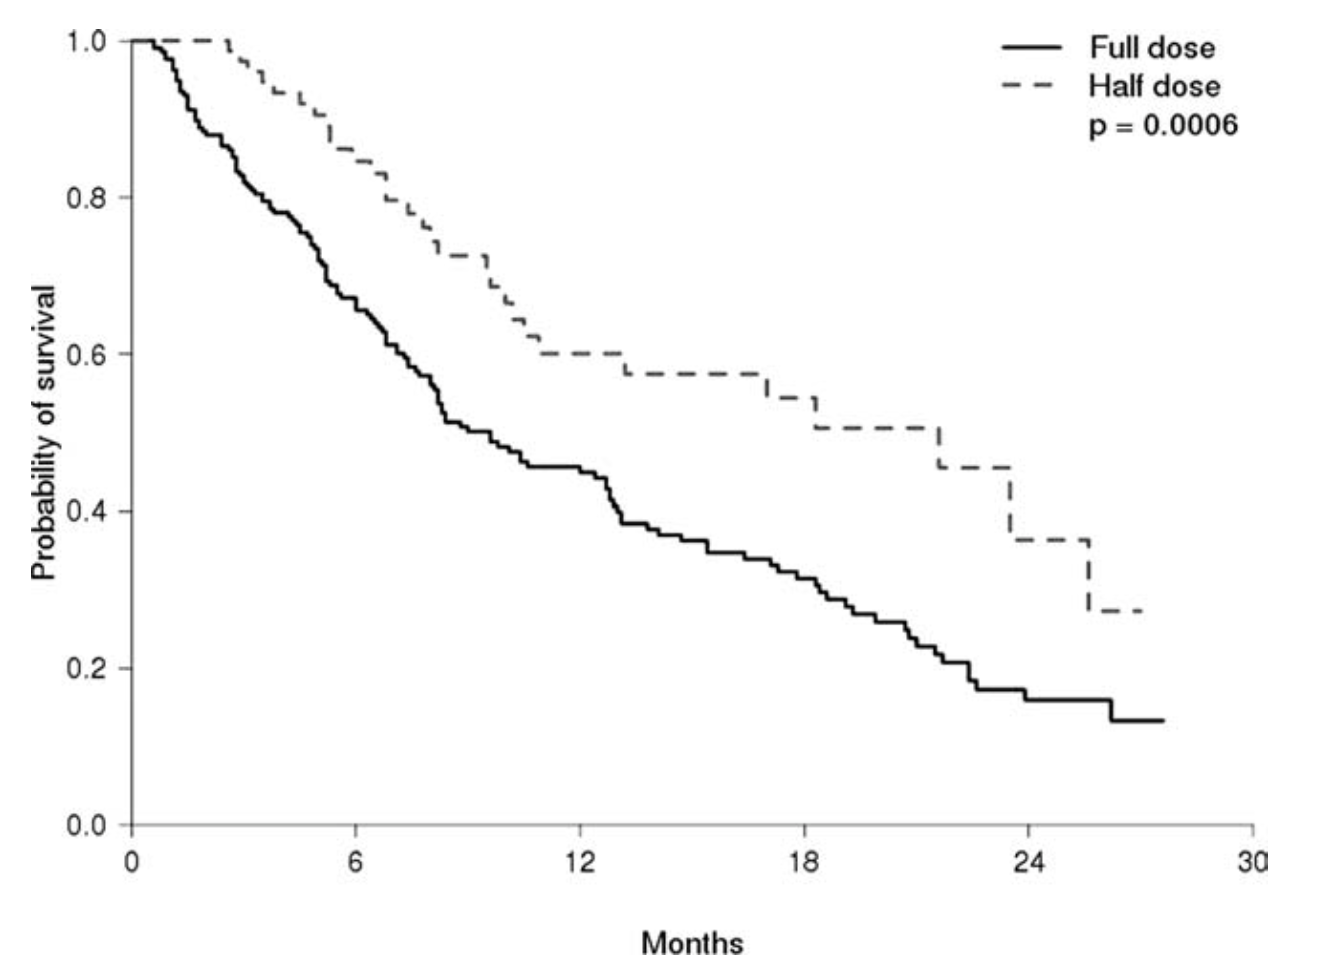 1.0
0.8
0.6
0.4
0.2
0.0
Probability of survival
Full dose
Half dose
p = 0.0006
0 6 12 18 24 30
Months